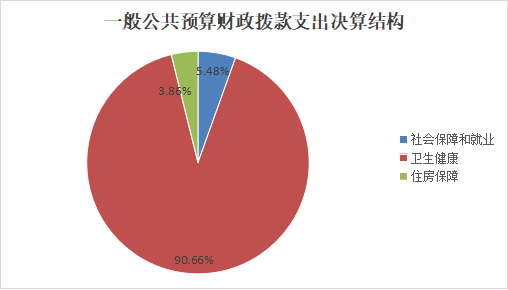 一般公共预算财政拨款支出决算结构
5.48%
3.86%
90.66%
社会保障和就业
卫生健康
住房保障